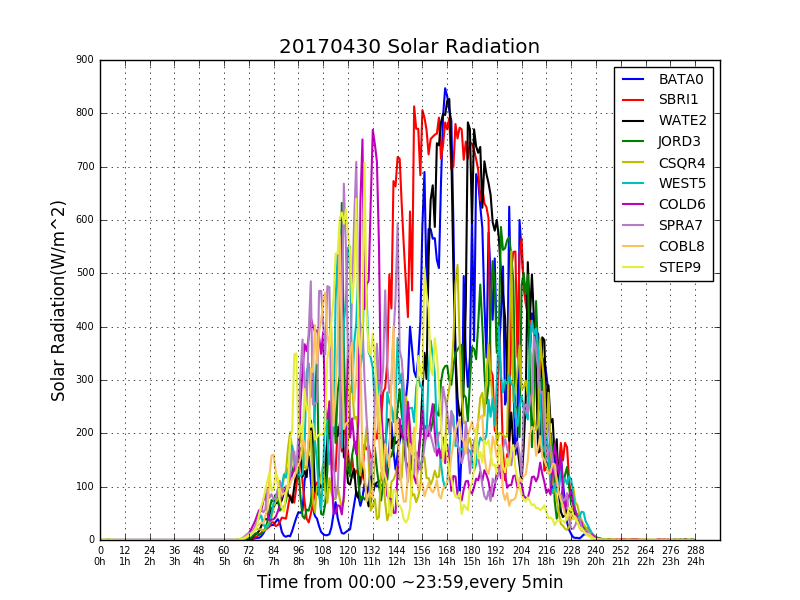 20170430 Solar Radiation
Solar Radiation(W/m^2)
900
800
700
600
500
400
300
200
100
0
BATA0
SBRI1
WATE2
JORD3
CSQR4
WEST5
COLD6
SPRA7
COBL8
STEP9
0 12 24 36 48 60 72 84 96 108 120 132 144 156 168 180 192 204 216 228 240 252 264 276 288
0h 1h 2h 3h 4h 5h 6h 7h 8h 9h 10h 11h 12h 13h 14h 15h 16h 17h 18h 19h 20h 21h 22h 23h 24h
Time from 00:00 ~23:59,every 5min